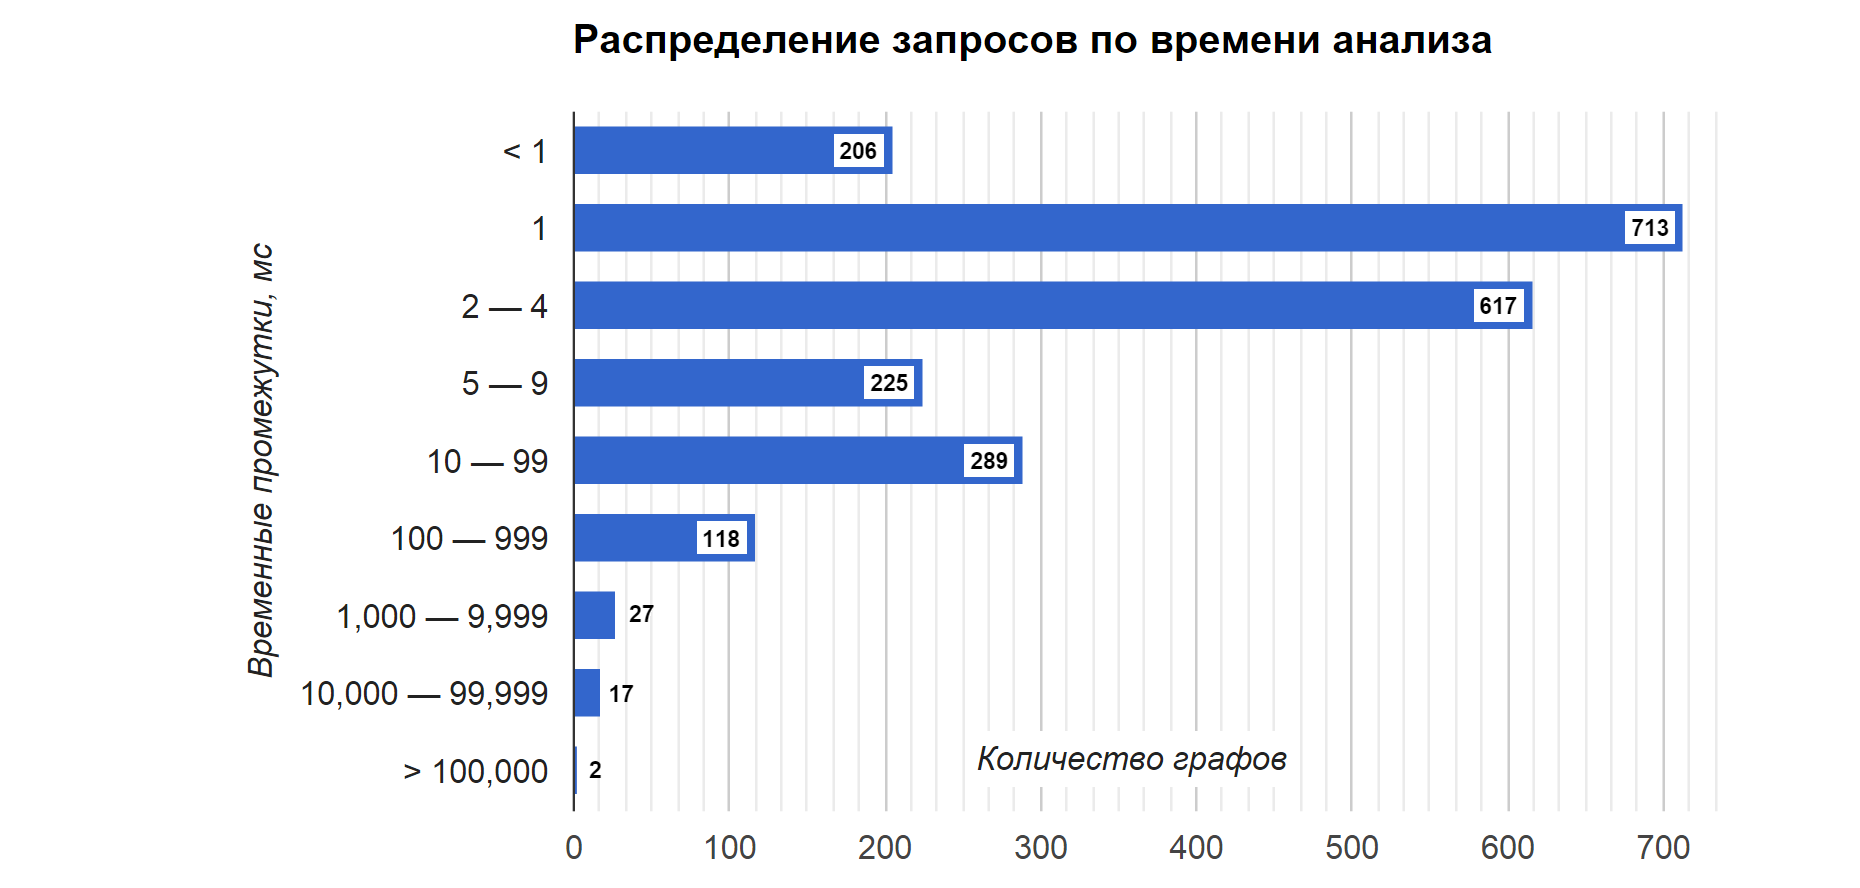 Распределение запросов по времени анализа
Временные промежутки, мс
< 1
206
1
713
2 — 4
617
5 — 9
225
10 — 99
289
100 — 999
118
1,000 — 9,999
27
10,000 — 99,999
17
> 100,000
2
Количество графов
0 100 200 300 400 500 600 700